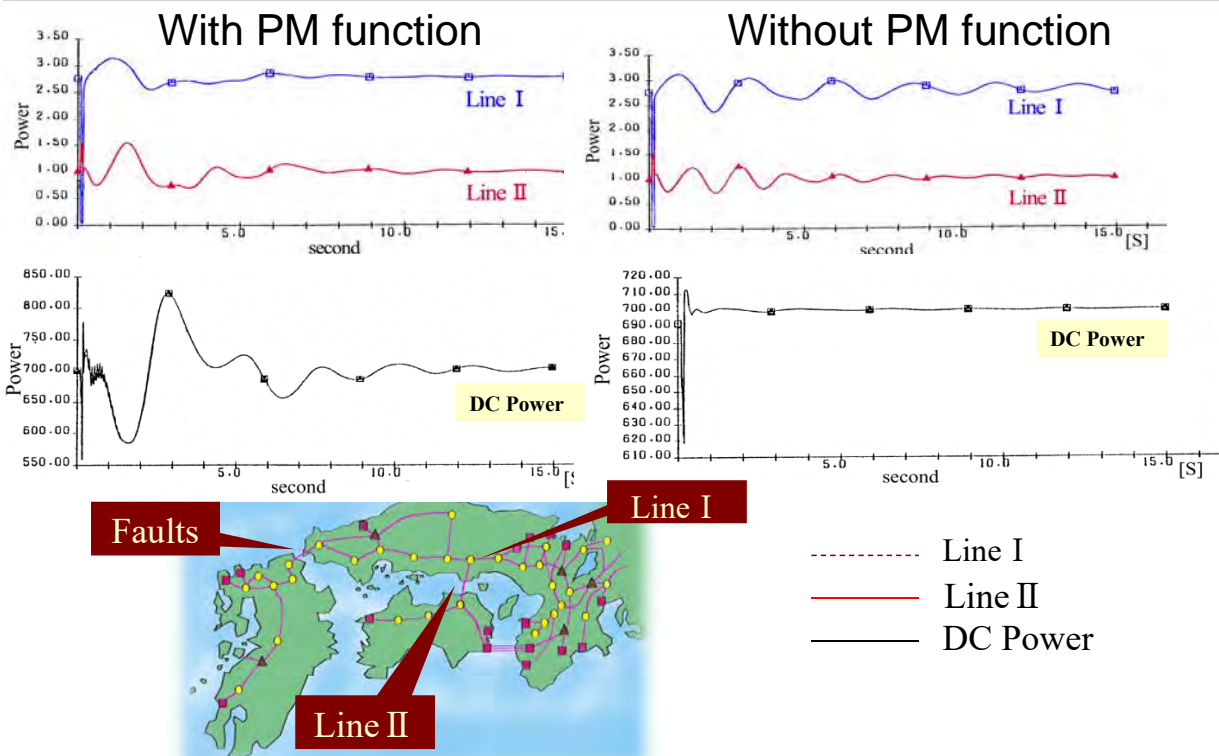 With PM function
Without PM function
3.50
3.00
2.50
2.00
1.50
1.00
0.50
0.00
Power
Line Ⅰ
Line Ⅱ
5.0
10.0
15.0
second
3.50
3.00
2.50
2.00
1.50
1.00
0.50
0.00
Power
Line Ⅰ
Line Ⅱ
5.0
10.0
15.0
[S]
second
850.00
800.00
750.00
700.00
650.00
600.00
550.00
Power
DC Power
5.0
10.0
15.0
[S
second
720.00
710.00
700.00
690.00
680.00
670.00
660.00
650.00
640.00
630.00
620.00
610.00
Power
DC Power
5.0
10.0
15.0
[S]
second
Faults
Line Ⅰ
Line Ⅱ
Line Ⅰ
Line Ⅱ
DC Power